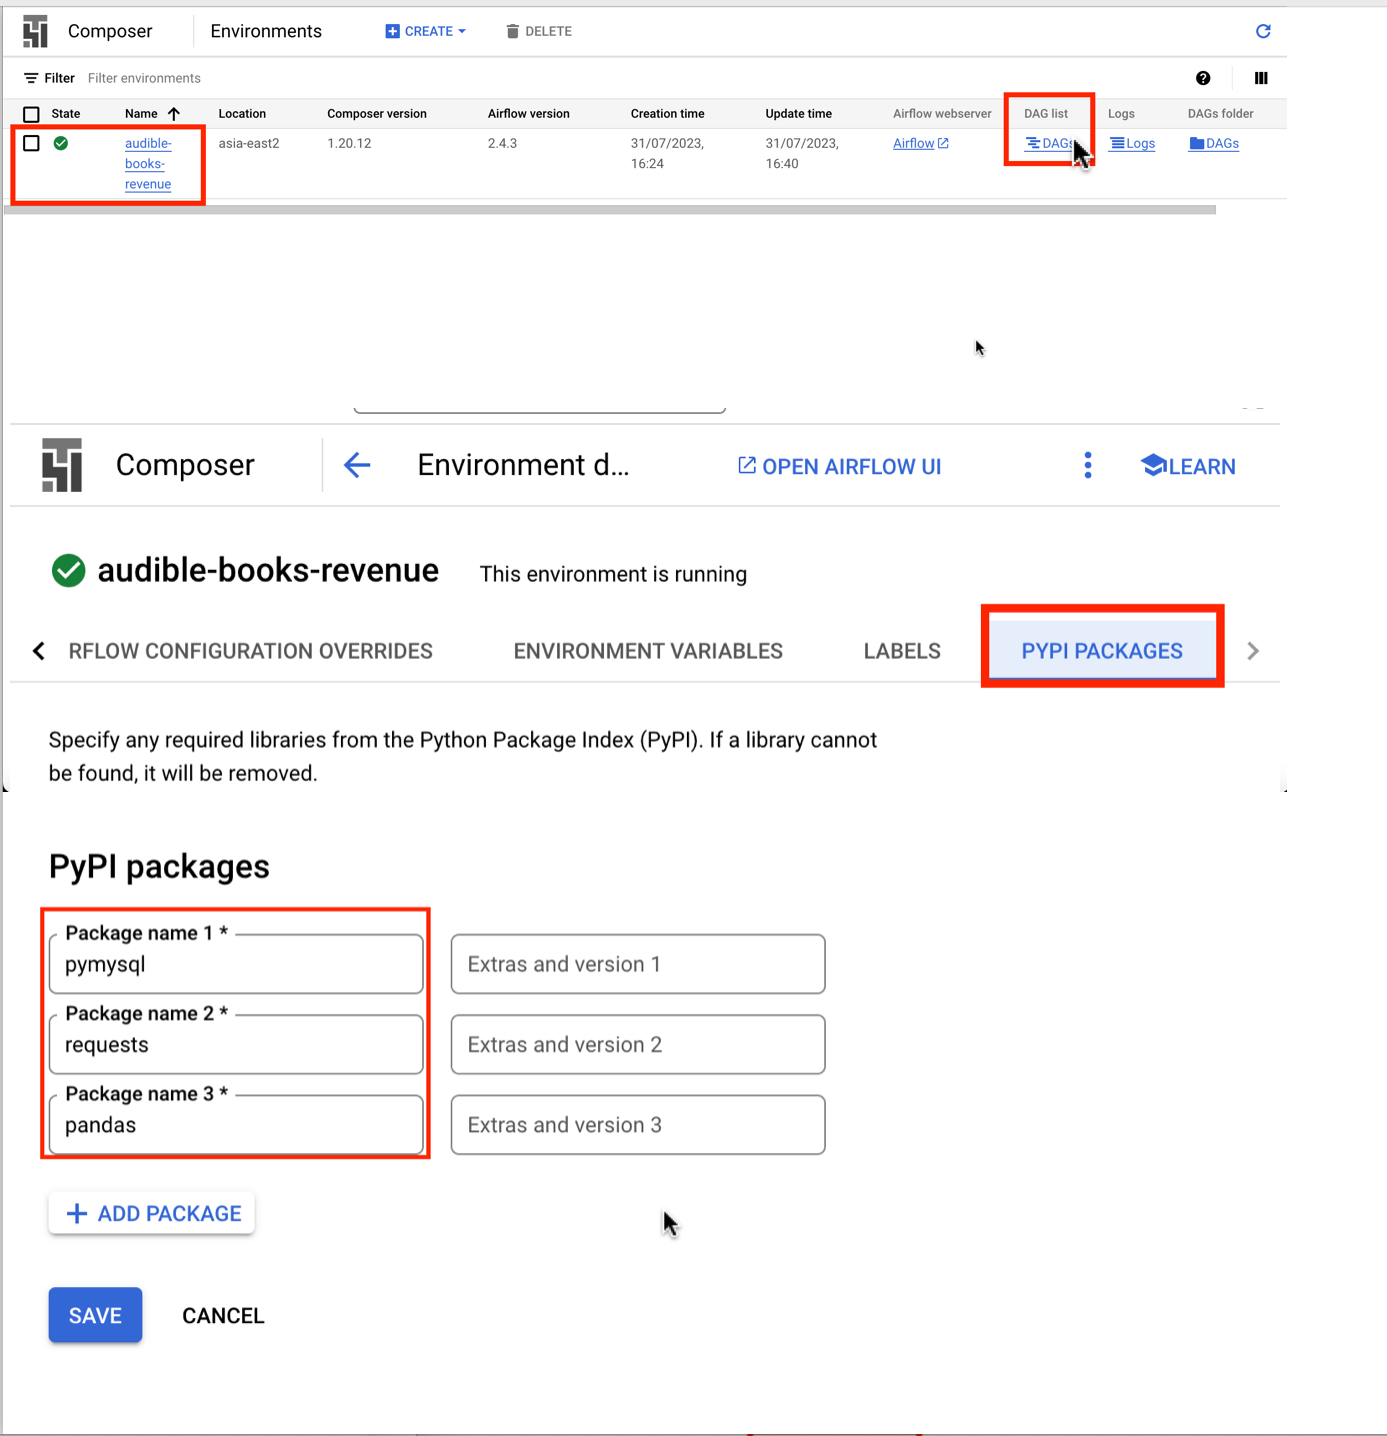 Composer Environments CREATE DELETE
Filter Filter environments
State Name Location Composer version Airflow version Creation time Update time Airflow webserver DAG list Logs DAGs folder
audible- asia-east2 1.20.12 2.4.3 31/07/2023, 31/07/2023, Airflow DAGs Logs DAGs
books- 16:24 16:40
revenue
Composer Environment d... OPEN AIRFLOW UI LEARN
audible-books-revenue This environment is running
RFLOW CONFIGURATION OVERRIDES ENVIRONMENT VARIABLES LABELS PYPI PACKAGES
Specify any required libraries from the Python Package Index (PyPI). If a library cannot
be found, it will be removed.
PyPI packages
Package name 1 *
pymysql Extras and version 1
Package name 2 *
requests Extras and version 2
Package name 3 *
pandas Extras and version 3
ADD PACKAGE
SAVE CANCEL